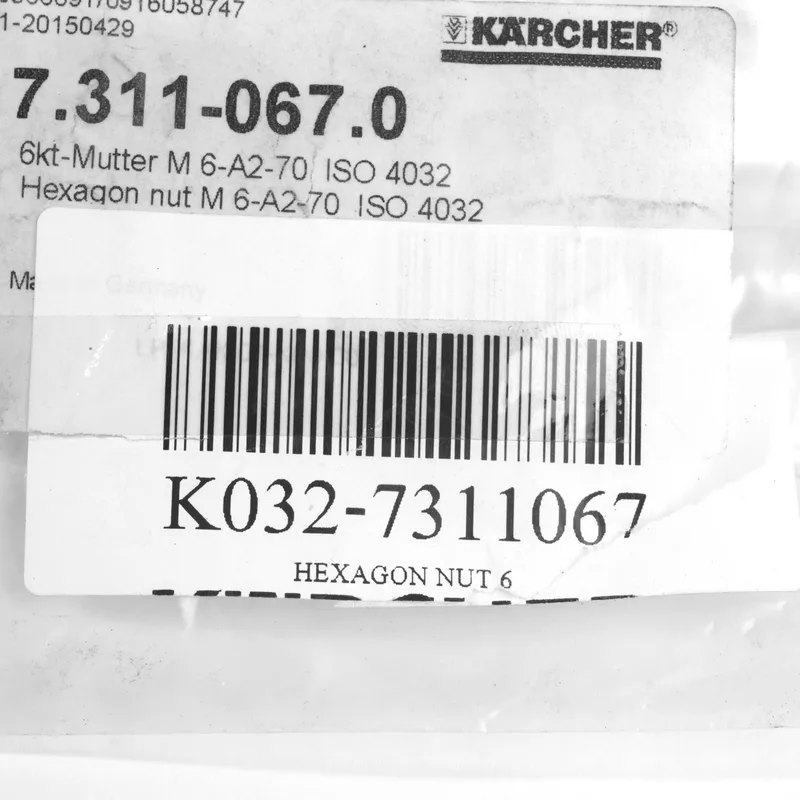 1-20150429
KÄRCHER®
7.311-067.0
6kt-Mutter M 6-A2-70 ISO 4032
Hexagon nut M 6-A2-70 ISO 4032
Germany
K032-7311067
HEXAGON NUT 6